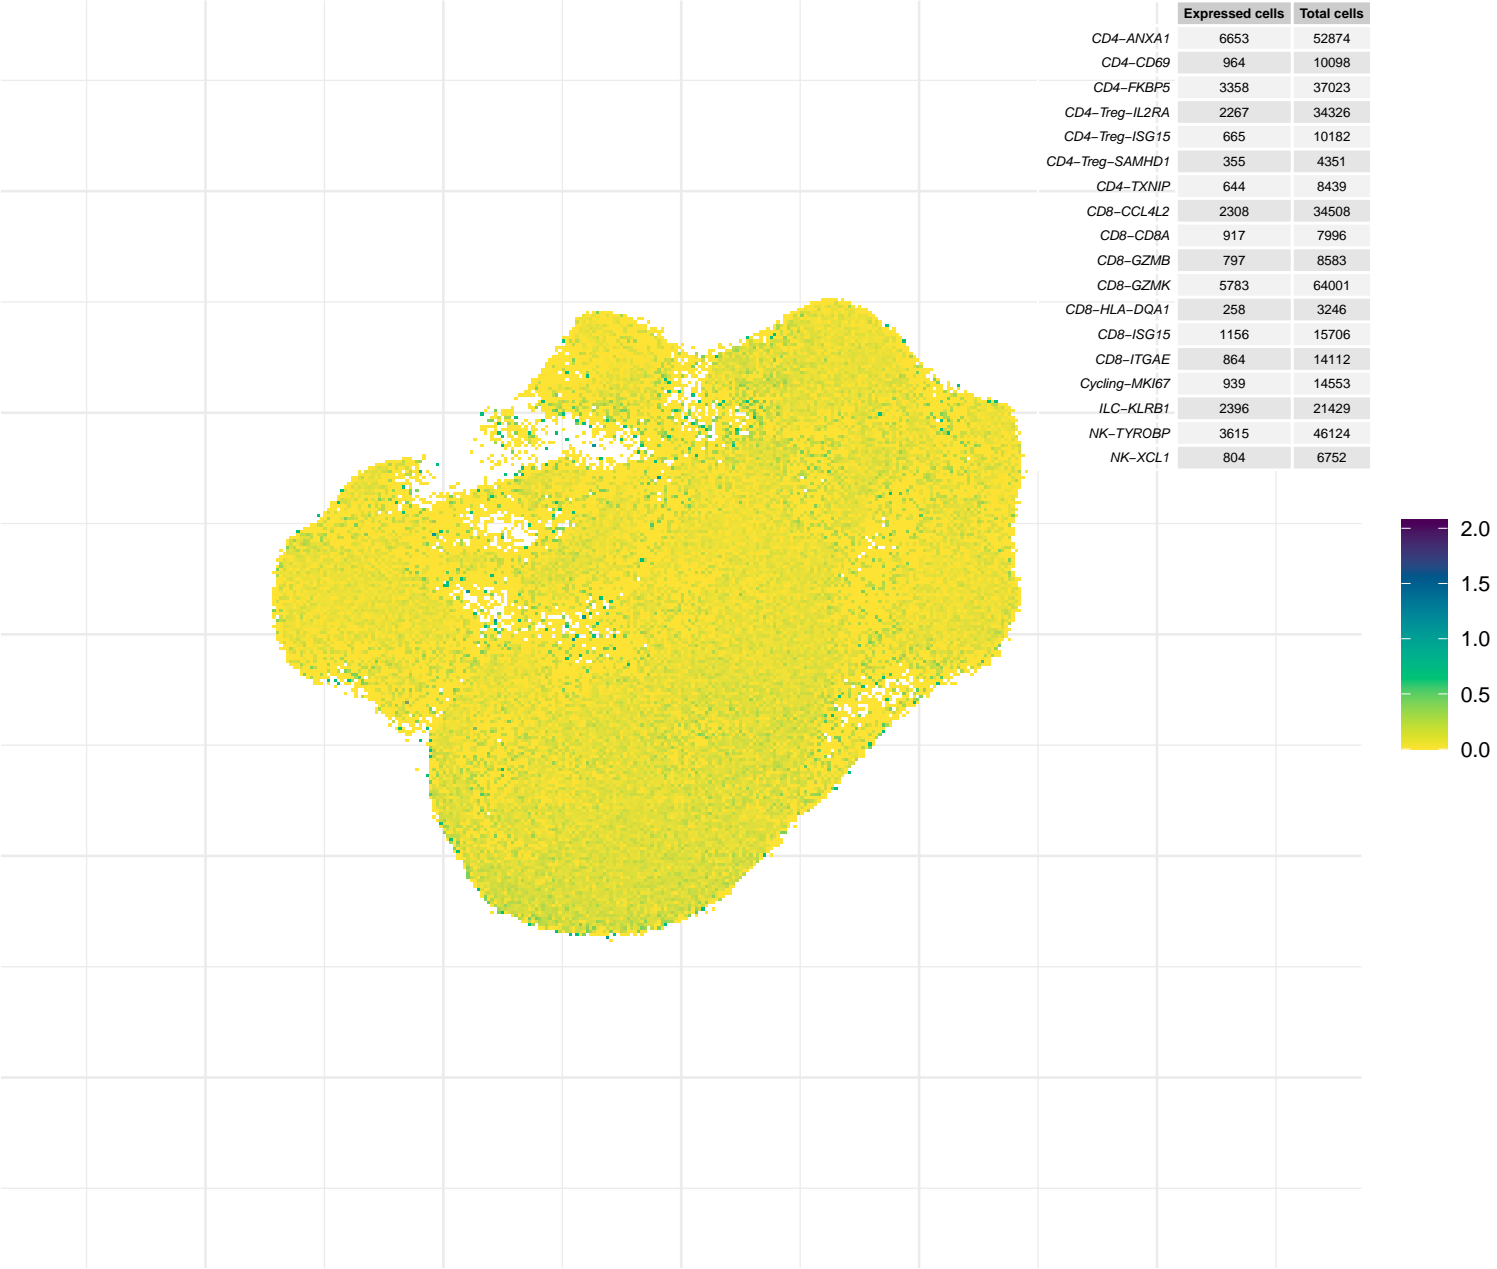 Expressed cells Total cells
CD4−ANXA1 6653 52874
CD4−CD69 964 10098
CD4−FKBP5 3358 37023
CD4−Treg−IL2RA 2267 34326
CD4−Treg−ISG15 665 10182
CD4−Treg−SAMHD1 355 4351
CD4−TXNIP 644 8439
CD8−CCL4L2 2308 34508
CD8−CD8A 917 7996
CD8−GZMB 797 8583
CD8−GZMK 5783 64001
CD8−HLA−DQA1 258 3246
CD8−ISG15 1156 15706
CD8−ITGAE 864 14112
Cycling−MKI67 939 14553
ILC−KLRB1 2396 21429
NK−TYROBP 3615 46124
NK−XCL1 804 6752
2.0
1.5
1.0
0.5
0.0